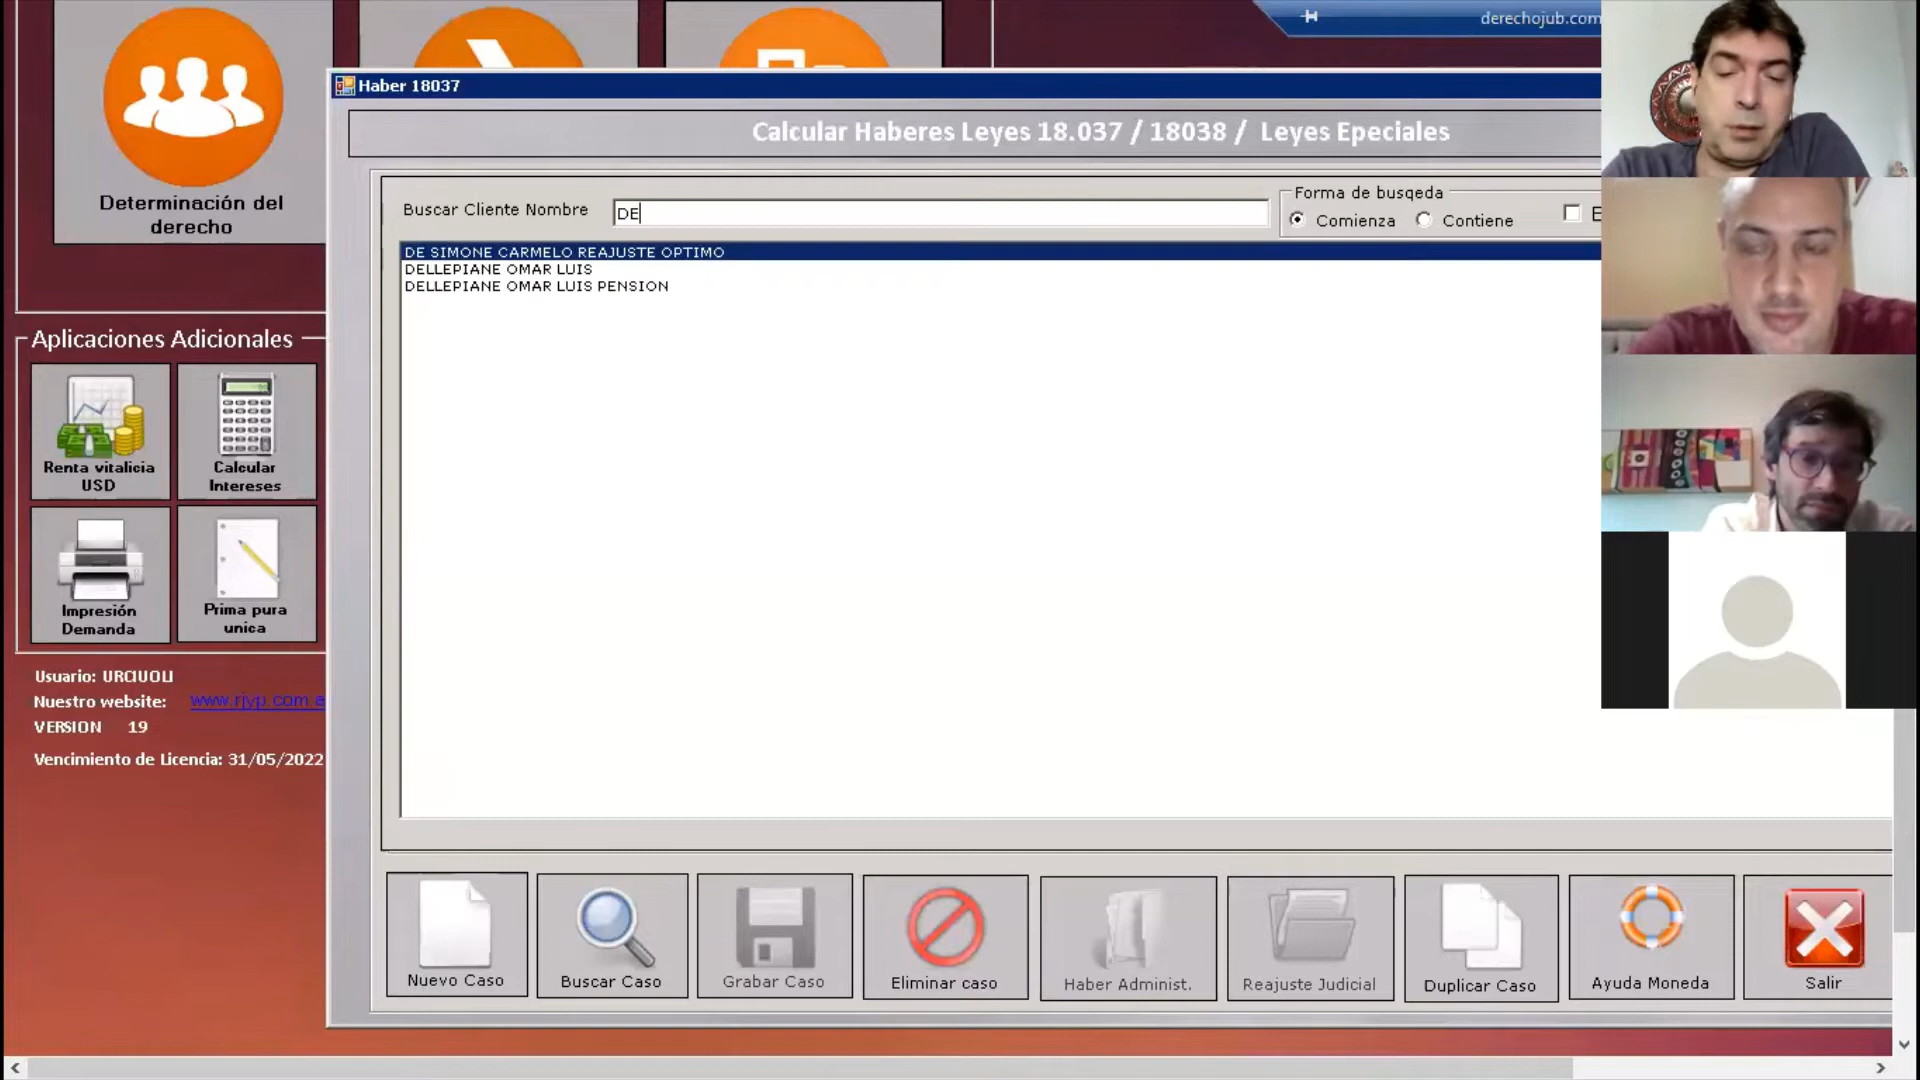 derechojub.com
Haber 18037
Calcular Haberes Leyes 18.037 / 18038 / Leyes Epeciales
Determinación del
derecho
Buscar Cliente Nombre
DE
Forma de busqeda
Comienza
Contiene
E
DE SIMONE CARMELO REAJUSTE OPTIMO
DELLEPIANE OMAR LUIS
DELLEPIANE OMAR LUIS PENSION
Aplicaciones Adicionales
Renta vitalicia
USD
Calcular
Intereses
Impresión
Demanda
Prima pura
unica
Usuario: URCIUOLI
Nuestro website: www.rjyp.com.a
VERSION 19
Vencimiento de Licencia: 31/05/2022
Nuevo Caso
Buscar Caso
Grabar Caso
Eliminar caso
Haber Administ.
Reajuste Judicial
Duplicar Caso
Ayuda Moneda
Salir